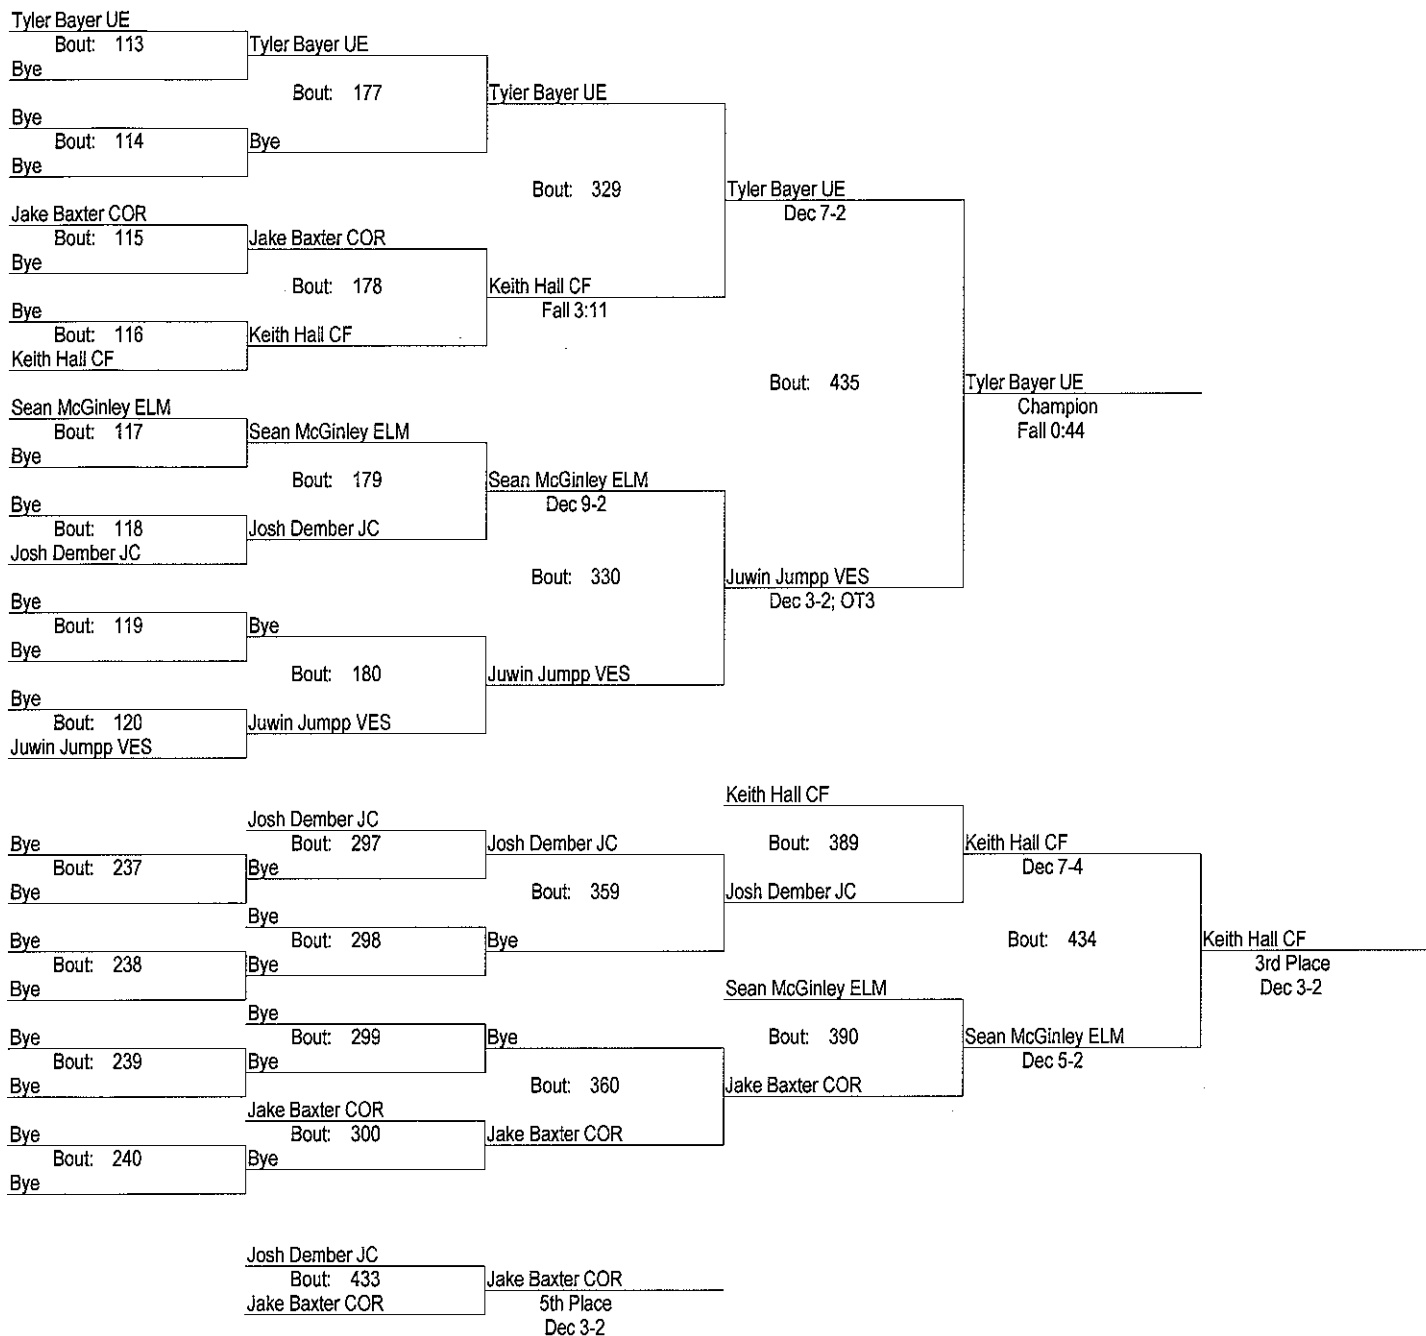 Tyler Bayer UE
Bout: 113
Bye
Tyler Bayer UE
Bout: 177
Bye
Bout: 114
Bye
Bye
Tyler Bayer UE
Bout: 329
Jake Baxter COR
Bout: 115
Bye
Jake Baxter COR
Bout: 178
Bye
Bout: 116
Keith Hall CF
Keith Hall CF
Keith Hall CF
Fall 3:11
Tyler Bayer UE
Dec 7-2
Bout: 435
Sean McGinley ELM
Bout: 117
Bye
Sean McGinley ELM
Bout: 179
Bye
Bout: 118
Josh Dember JC
Josh Dember JC
Sean McGinley ELM
Dec 9-2
Bout: 330
Bye
Bout: 119
Bye
Bye
Bout: 180
Bye
Bout: 120
Juwin Jumpp VES
Juwin Jumpp VES
Juwin Jumpp VES
Juwin Jumpp VES
Dec 3-2; OT3
Tyler Bayer UE
Champion
Fall 0:44
Bye
Bout: 237
Bye
Josh Dember JC
Bout: 297
Bye
Josh Dember JC
Bout: 359
Bye
Bout: 238
Bye
Bye
Bout: 298
Bye
Bye
Keith Hall CF
Bout: 389
Josh Dember JC
Keith Hall CF
Dec 7-4
Bout: 434
Bye
Bout: 239
Bye
Bye
Bout: 299
Bye
Bye
Bout: 360
Bye
Bout: 240
Bye
Jake Baxter COR
Bout: 300
Bye
Jake Baxter COR
Sean McGinley ELM
Bout: 390
Jake Baxter COR
Sean McGinley ELM
Dec 5-2
Keith Hall CF
3rd Place
Dec 3-2
Josh Dember JC
Bout: 433
Jake Baxter COR
Jake Baxter COR
5th Place
Dec 3-2